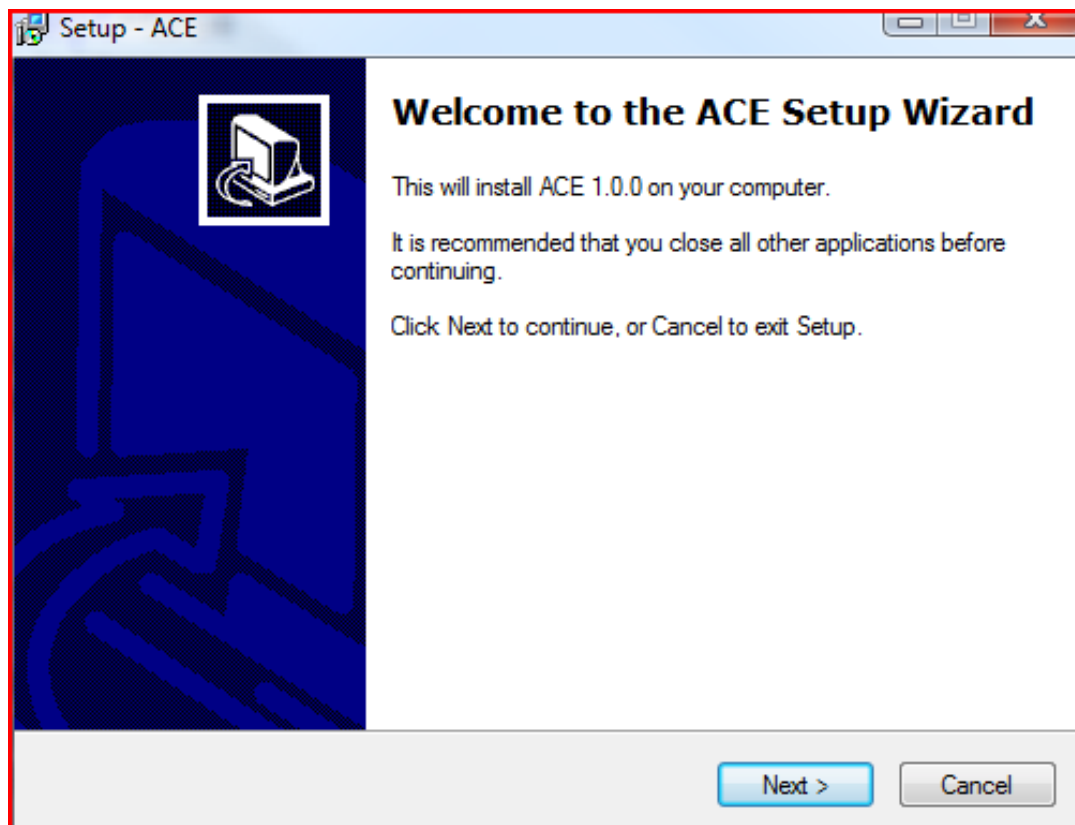 Setup - ACE
Welcome to the ACE Setup Wizard
This will install ACE 1.0.0 on your computer.
It is recommended that you close all other applications before
continuing.
Click Next to continue, or Cancel to exit Setup.
Next >
Cancel